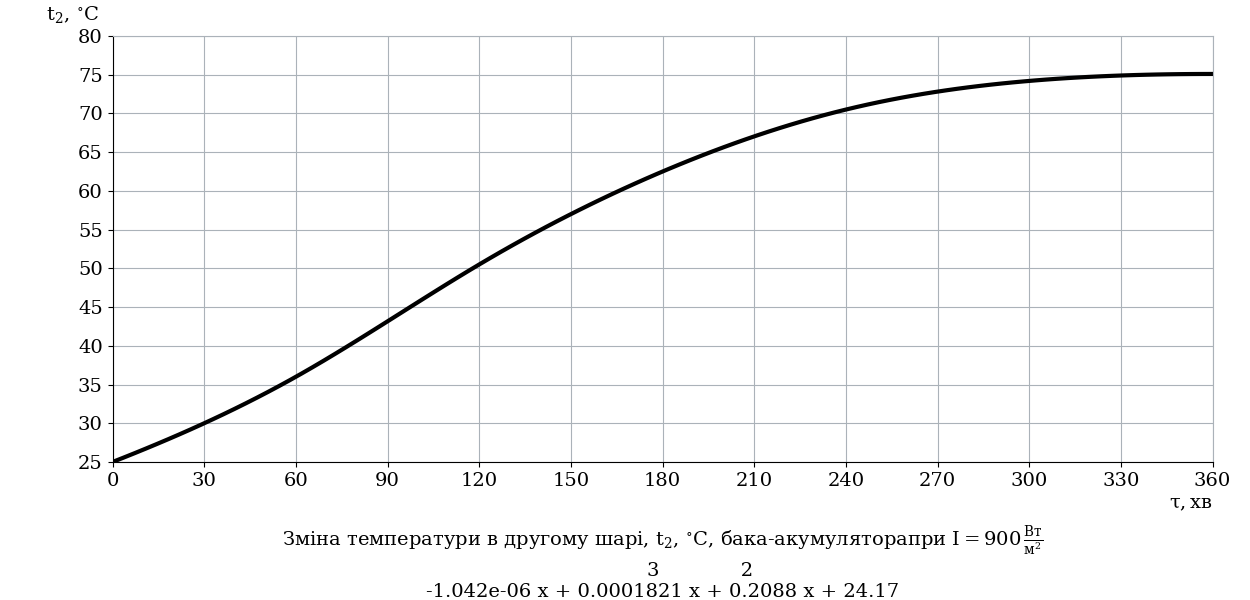 t₂, °C
80
75
70
65
60
55
50
45
40
35
30
25
0 30 60 90 120 150 180 210 240 270 300 330 360
τ, хв
Зміна температури в другому шарі, t₂, °C, бака-акумуляторапри I = 900 Вт/м²
3 2
-1.042e-06 x + 0.0001821 x + 0.2088 x + 24.17